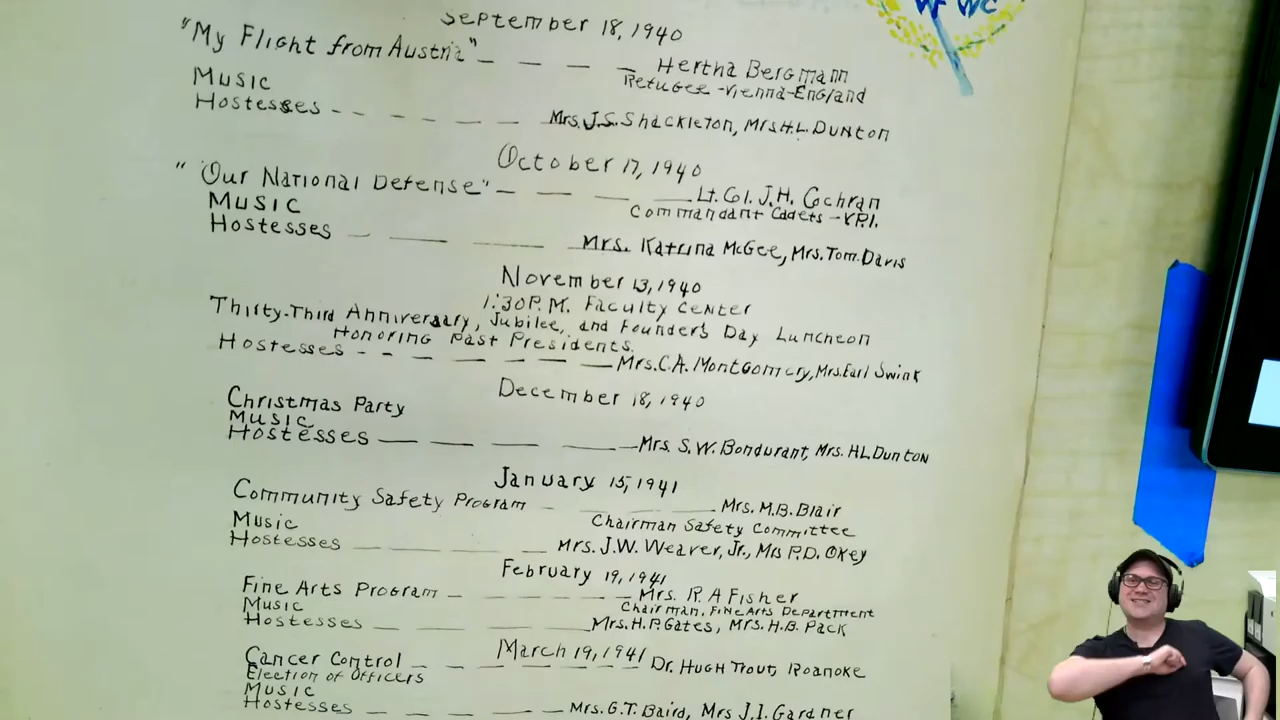 WWC
September 18, 1940
"My Flight from Austria" — — — — Hertha Bergmann
Refugee - Vienna - England
Music
Hostesses - - - - - — Mrs. J.S. Shackleton, Mrs H.L. Dunton
October 17, 1940
"Our National Defense" — — — — Lt. Col. J.H. Cochran
Commandant Cadets - V.P.I.
Music
Hostesses — — — — Mrs. Katrina McGee, Mrs. Tom Davis
November 13, 1940
1:30 P.M. Faculty Center
Thirty-Third Anniversary, Jubilee, and Founder's Day Luncheon
Honoring Past Presidents.
Hostesses - - — — — — — Mrs. C.A. Montgomery, Mrs. Earl Swink
December 18, 1940
Christmas Party
Music
Hostesses — — — — Mrs. S.W. Bondurant, Mrs. HL Dunton
January 15, 1941
Community Safety Program — — — — Mrs. M.B. Blair
Chairman Safety Committee
Music
Hostesses — — — — Mrs. J.W. Weaver, Jr., Mrs P.D. Okey
February 19, 1941
Fine Arts Program — — — — — Mrs. R. A Fisher
Chairman, Fine Arts Department
Music
Hostesses — — — — Mrs. H.P. Gates, Mrs. H.B. Pack
March 19, 1941
Cancer Control — — — — — Dr. Hugh Trout, Roanoke
Election of Officers
Music
Hostesses — — — — — Mrs. G.T. Baird, Mrs J.I. Gardner